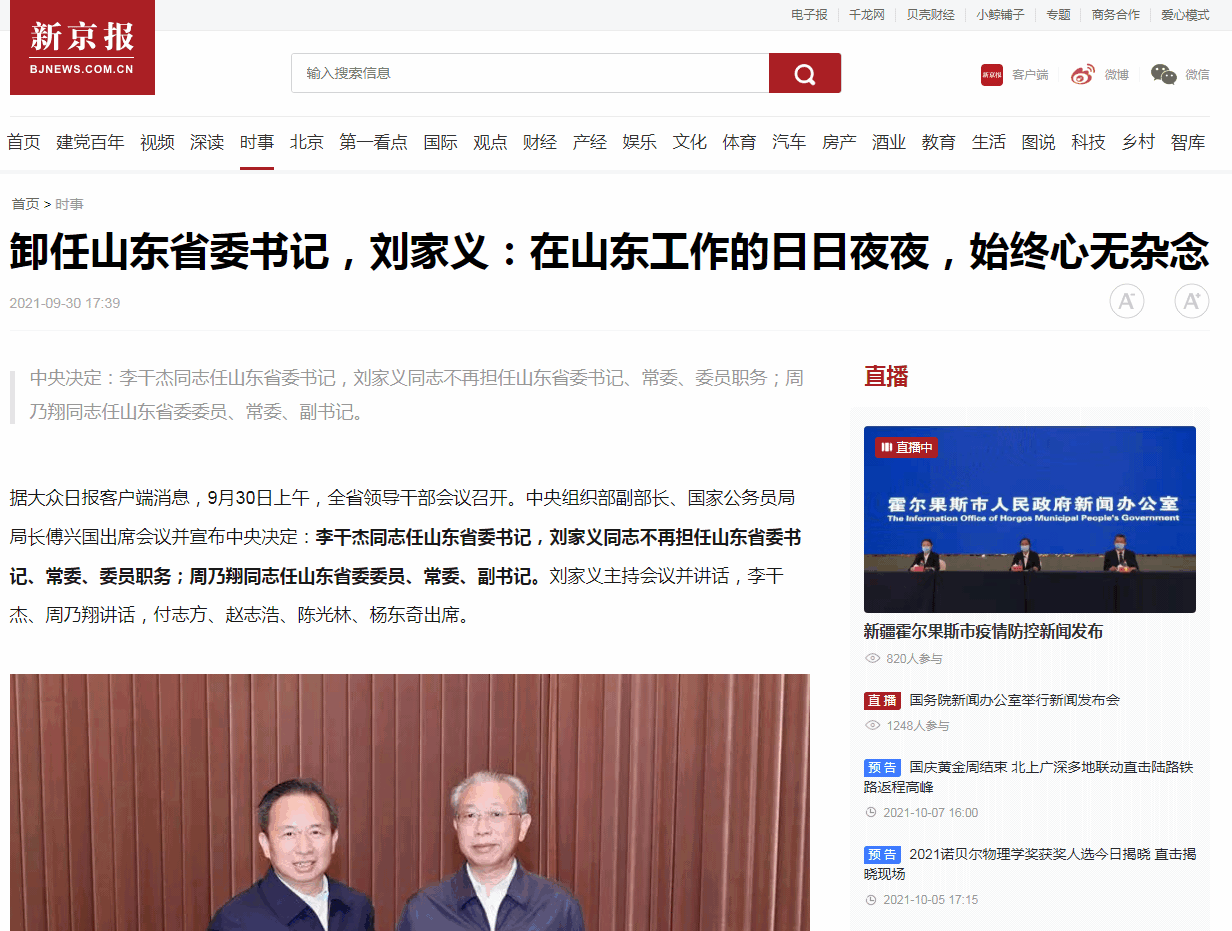 新京报
BJNEWS.COM.CN
电子报 千龙网 贝壳财经 小鲸铺子 专题 商务合作 爱心模式
输入搜索信息
新京报 客户端 微博 微信
首页 建党百年 视频 深读 时事 北京 第一看点 国际 观点 财经 产经 娱乐 文化 体育 汽车 房产 酒业 教育 生活 图说 科技 乡村 智库
首页 > 时事
卸任山东省委书记，刘家义：在山东工作的日日夜夜，始终心无杂念
2021-09-30 17:39
A- A+
中央决定：李干杰同志任山东省委书记，刘家义同志不再担任山东省委书记、常委、委员职务；周
乃翔同志任山东省委委员、常委、副书记。
据大众日报客户端消息，9月30日上午，全省领导干部会议召开。中央组织部副部长、国家公务员局
局长傅兴国出席会议并宣布中央决定：李干杰同志任山东省委书记，刘家义同志不再担任山东省委书
记、常委、委员职务；周乃翔同志任山东省委委员、常委、副书记。刘家义主持会议并讲话，李干
杰、周乃翔讲话，付志方、赵志浩、陈光林、杨东奇出席。
直播
直播中
霍尔果斯市人民政府新闻办公室
The Information Office of Horgos Municipal People's Government
新疆霍尔果斯市疫情防控新闻发布
820人参与
直播 国务院新闻办公室举行新闻发布会
1248人参与
预告 国庆黄金周结束 北上广深多地联动直击陆路铁
路返程高峰
2021-10-07 16:00
预告 2021诺贝尔物理学奖获奖人选今日揭晓 直击揭
晓现场
2021-10-05 17:15